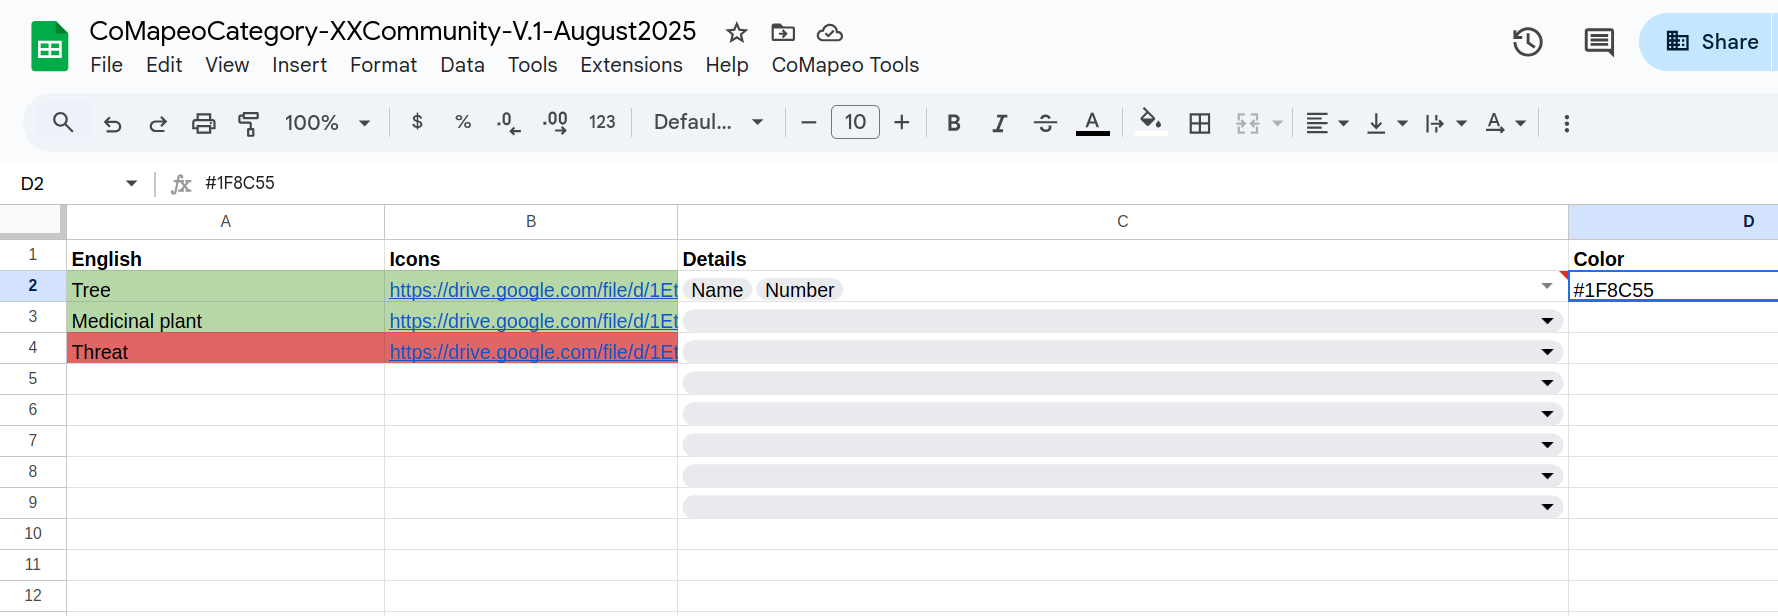 CoMapeoCategory-XXCommunity-V.1-August2025
File Edit View Insert Format Data Tools Extensions Help CoMapeo Tools
Share
100% $ % .0 .00 123 Defaul... 10 B I S A A
D2 fx #1F8C55
A B C D
1 English Icons Details Color
2 Tree https://drive.google.com/file/d/1Et Name Number #1F8C55
3 Medicinal plant https://drive.google.com/file/d/1Et
4 Threat https://drive.google.com/file/d/1Et
5
6
7
8
9
10
11
12